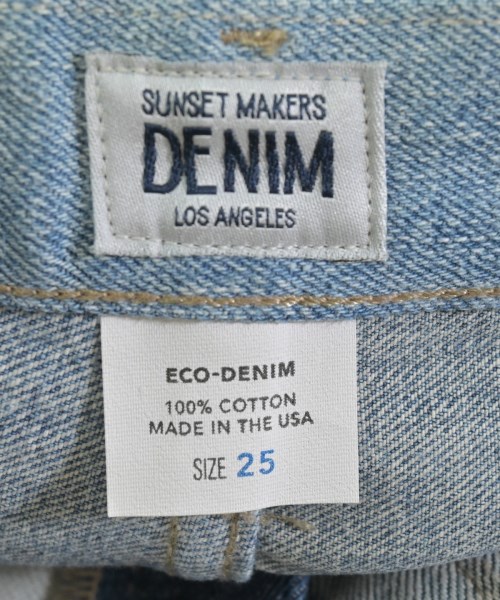 SUNSET MAKERS
DENIM
LOS ANGELES
ECO-DENIM
100% COTTON
MADE IN THE USA
SIZE 25